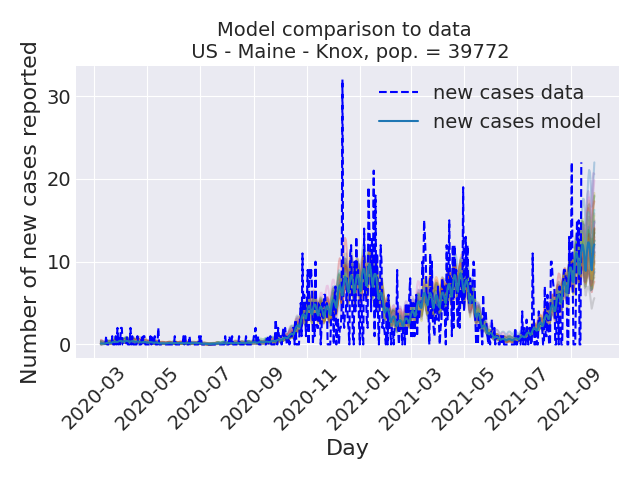 Model comparison to data
US - Maine - Knox, pop. = 39772
Number of new cases reported
30
20
10
0
new cases data
new cases model
2020-03
2020-05
2020-07
2020-09
2020-11
2021-01
2021-03
2021-05
2021-07
2021-09
Day